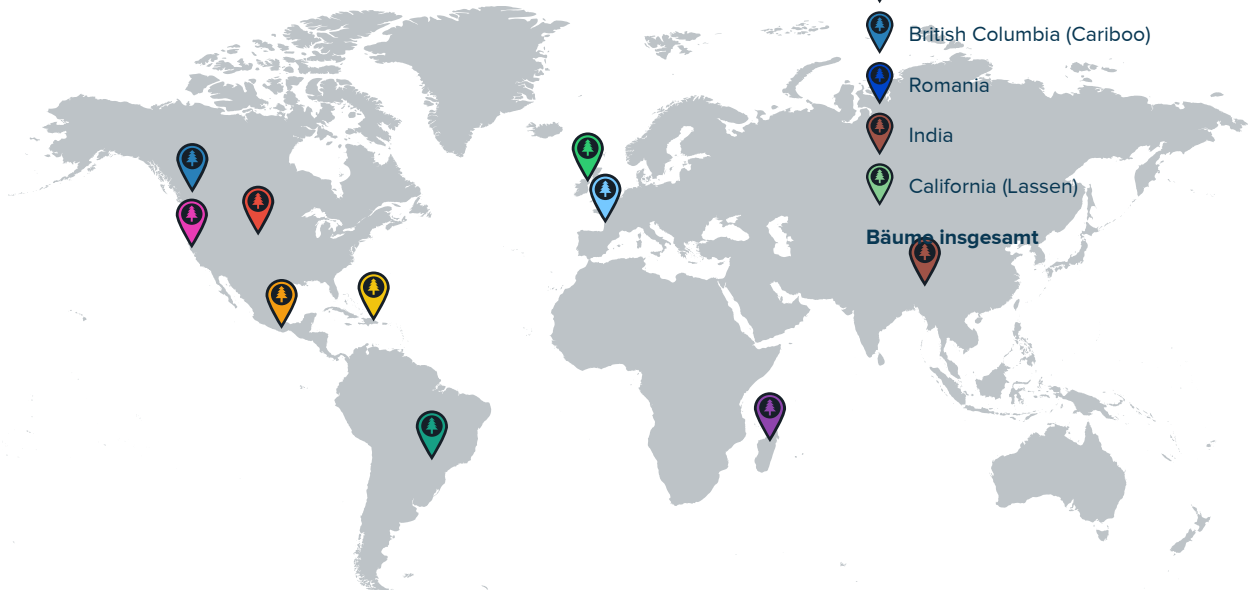 British Columbia (Cariboo)
Romania
India
California (Lassen)
Bäume insgesamt